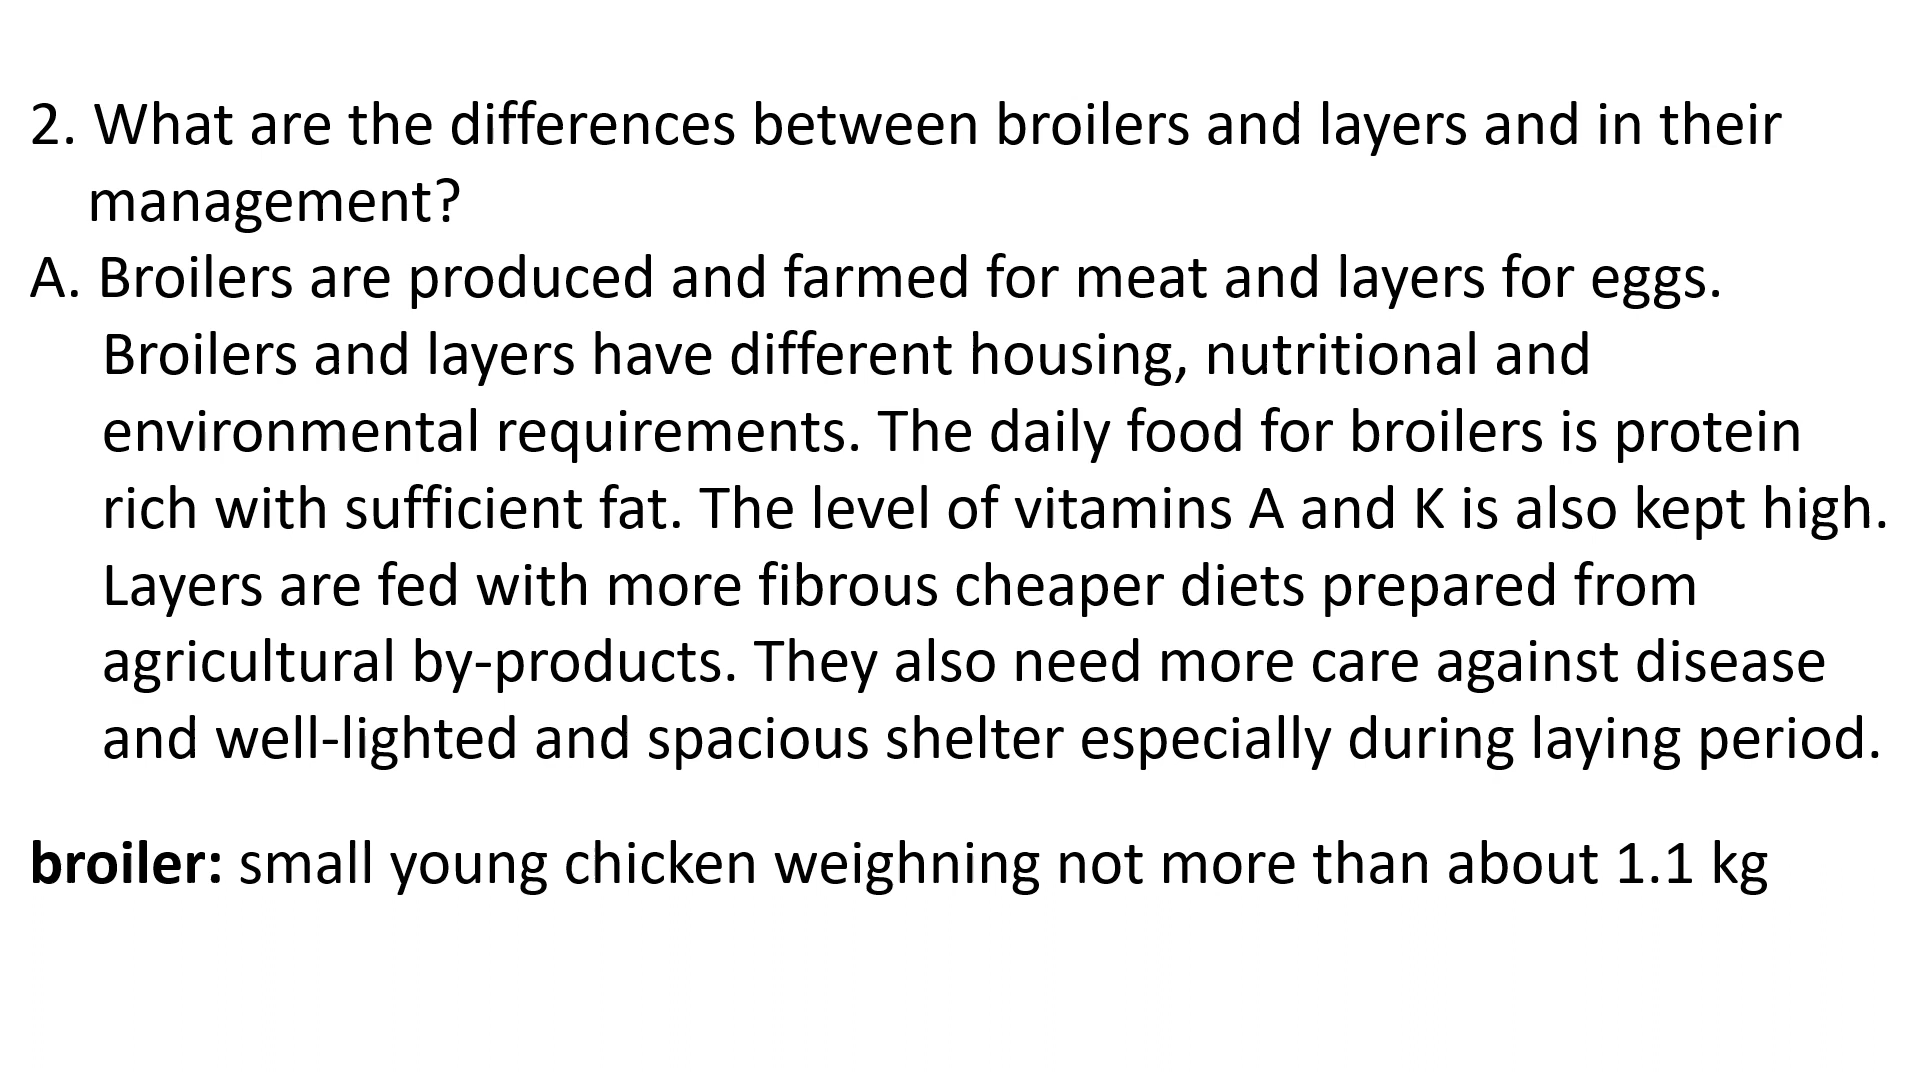 2. What are the differences between broilers and layers and in their
management?
A. Broilers are produced and farmed for meat and layers for eggs.
Broilers and layers have different housing, nutritional and
environmental requirements. The daily food for broilers is protein
rich with sufficient fat. The level of vitamins A and K is also kept high.
Layers are fed with more fibrous cheaper diets prepared from
agricultural by-products. They also need more care against disease
and well-lighted and spacious shelter especially during laying period.
broiler: small young chicken weighning not more than about 1.1 kg